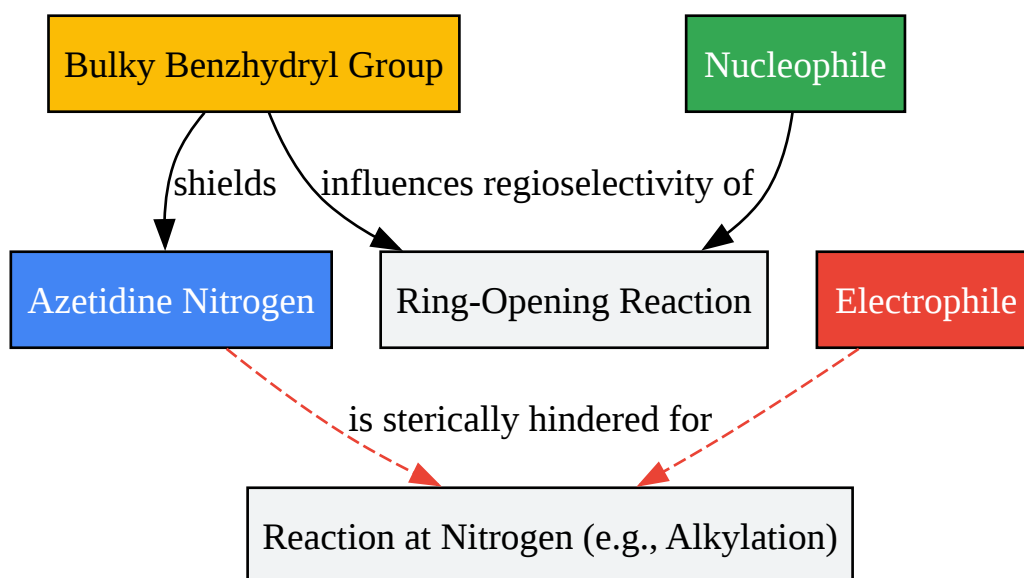 Bulky Benzhydryl Group
Nucleophile
shields
influences regioselectivity of
Azetidine Nitrogen
Ring-Opening Reaction
Electrophile
is sterically hindered for
Reaction at Nitrogen (e.g., Alkylation)